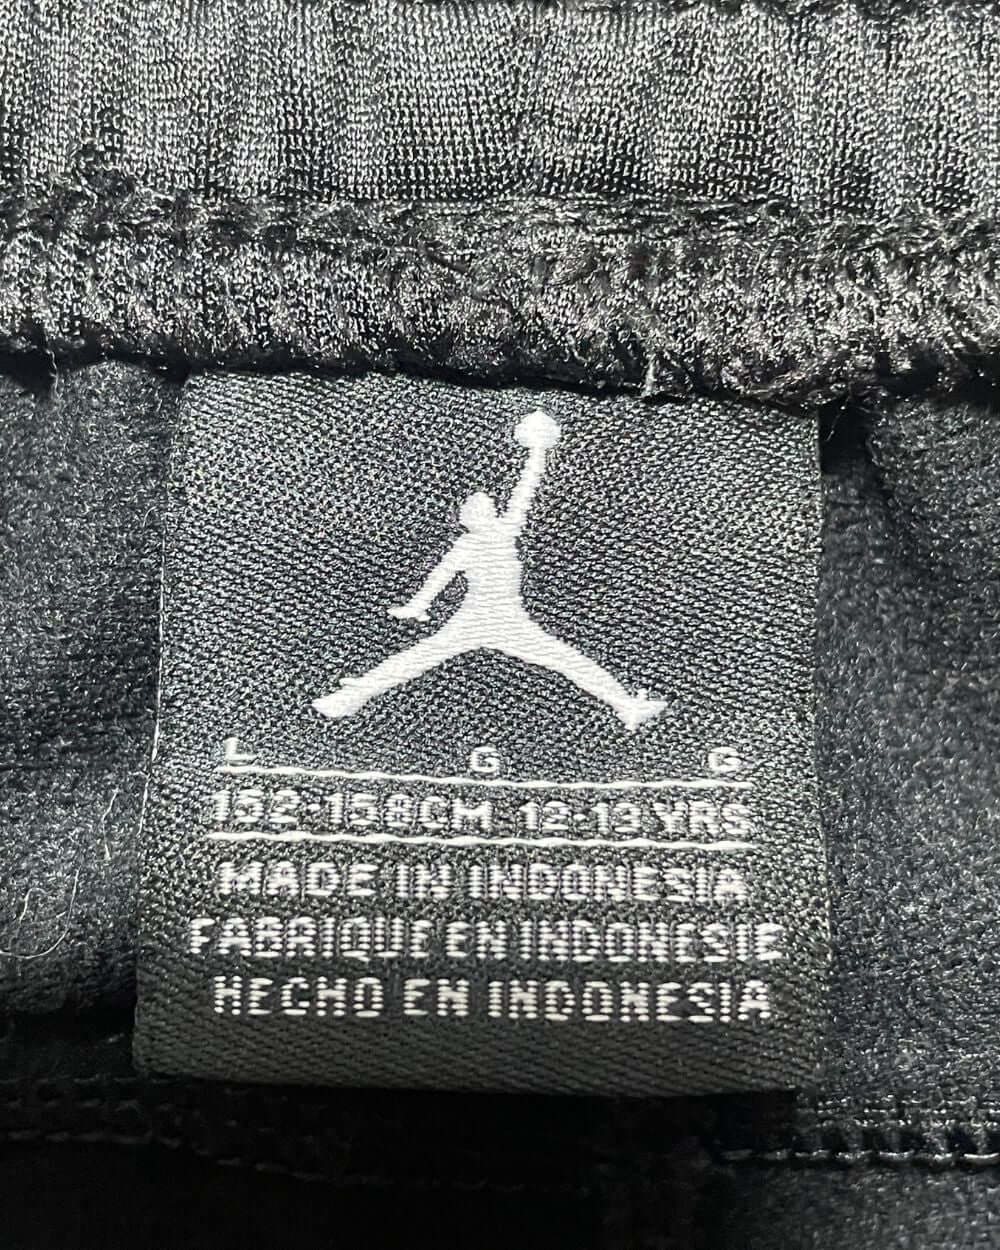 L G G
152-158CM 12-13 YRS
MADE IN INDONESIA
FABRIQUE EN INDONESIE
HECHO EN INDONESIA